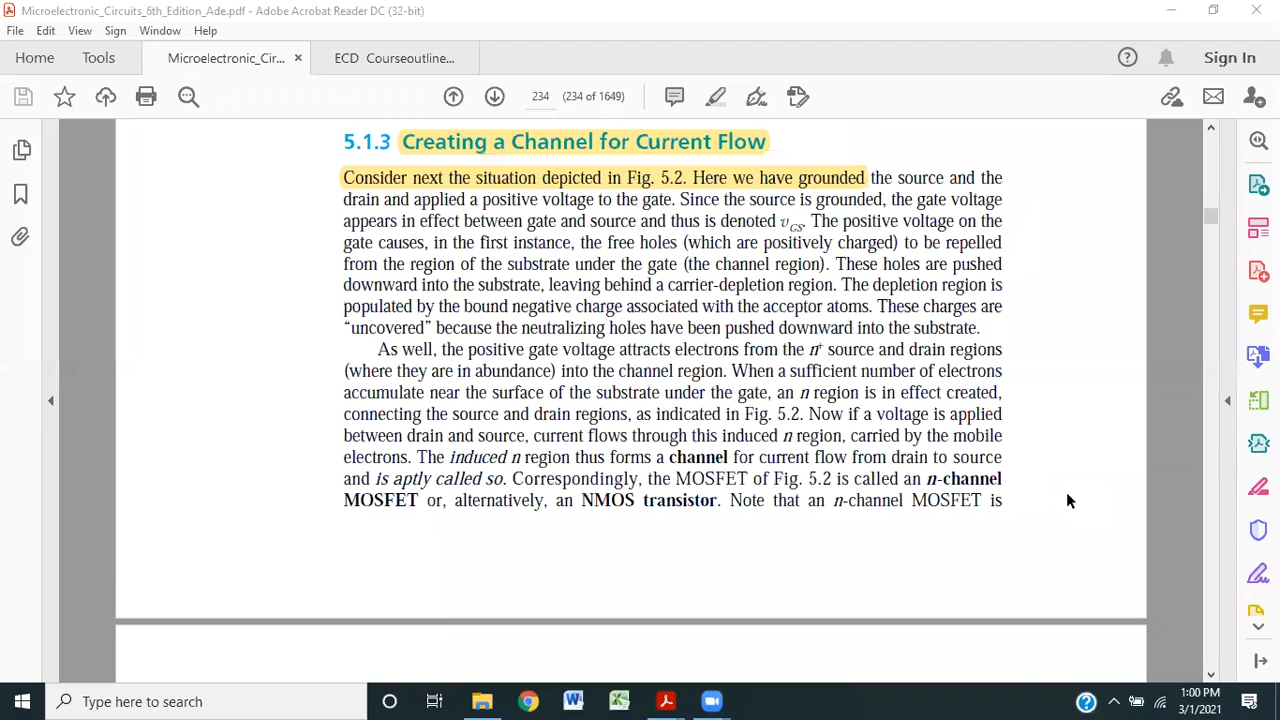 Microelectronic_Circuits_6th_Edition_Ade.pdf - Adobe Acrobat Reader DC (32-bit)
File Edit View Sign Window Help
Home Tools Microelectronic_Cir... × ECD Courseoutline...
Sign In
234 (234 of 1649)
5.1.3 Creating a Channel for Current Flow
Consider next the situation depicted in Fig. 5.2. Here we have grounded the source and the
drain and applied a positive voltage to the gate. Since the source is grounded, the gate voltage
appears in effect between gate and source and thus is denoted vGS. The positive voltage on the
gate causes, in the first instance, the free holes (which are positively charged) to be repelled
from the region of the substrate under the gate (the channel region). These holes are pushed
downward into the substrate, leaving behind a carrier-depletion region. The depletion region is
populated by the bound negative charge associated with the acceptor atoms. These charges are
“uncovered” because the neutralizing holes have been pushed downward into the substrate.
As well, the positive gate voltage attracts electrons from the n+ source and drain regions
(where they are in abundance) into the channel region. When a sufficient number of electrons
accumulate near the surface of the substrate under the gate, an n region is in effect created,
connecting the source and drain regions, as indicated in Fig. 5.2. Now if a voltage is applied
between drain and source, current flows through this induced n region, carried by the mobile
electrons. The induced n region thus forms a channel for current flow from drain to source
and is aptly called so. Correspondingly, the MOSFET of Fig. 5.2 is called an n-channel
MOSFET or, alternatively, an NMOS transistor. Note that an n-channel MOSFET is
Type here to search
1:00 PM
3/1/2021